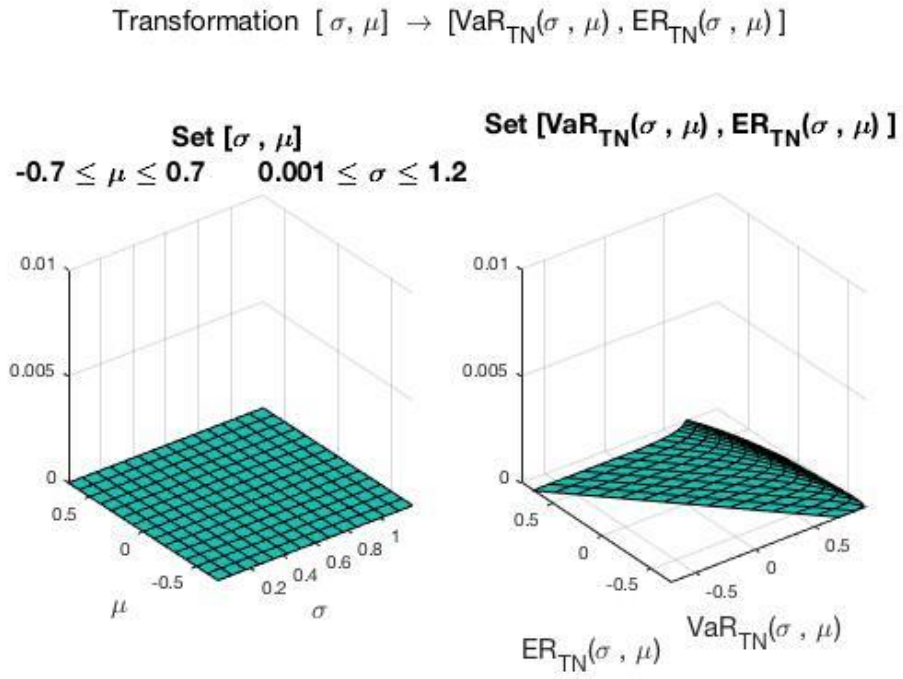 Transformation [ σ, μ] → [VaR_TN(σ , μ) , ER_TN(σ , μ) ]
Set [σ , μ]
-0.7 ≤ μ ≤ 0.7 0.001 ≤ σ ≤ 1.2
0.01
0.005
0
0.5
0
-0.5
μ
0.2
0.4
0.6
0.8
1
σ
Set [VaR_TN(σ , μ) , ER_TN(σ , μ) ]
0.01
0.005
0
0.5
0
-0.5
ER_TN(σ , μ)
-0.5
0
0.5
VaR_TN(σ , μ)